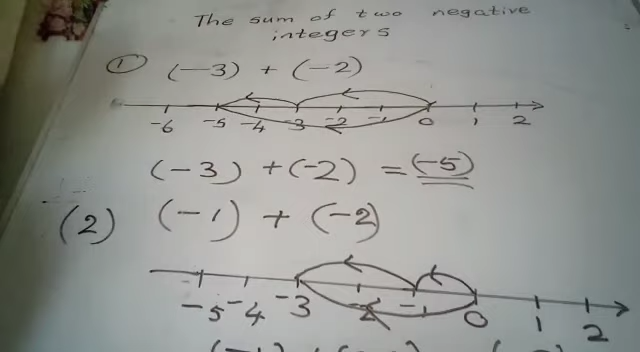 The sum of two negative
integers
① (-3) + (-2)
-6 -5 -4 -3 -2 -1 0 1 2
(-3) + (-2) = (-5)
(2) (-1) + (-2)
-5 -4 -3 -2 -1 0 1 2